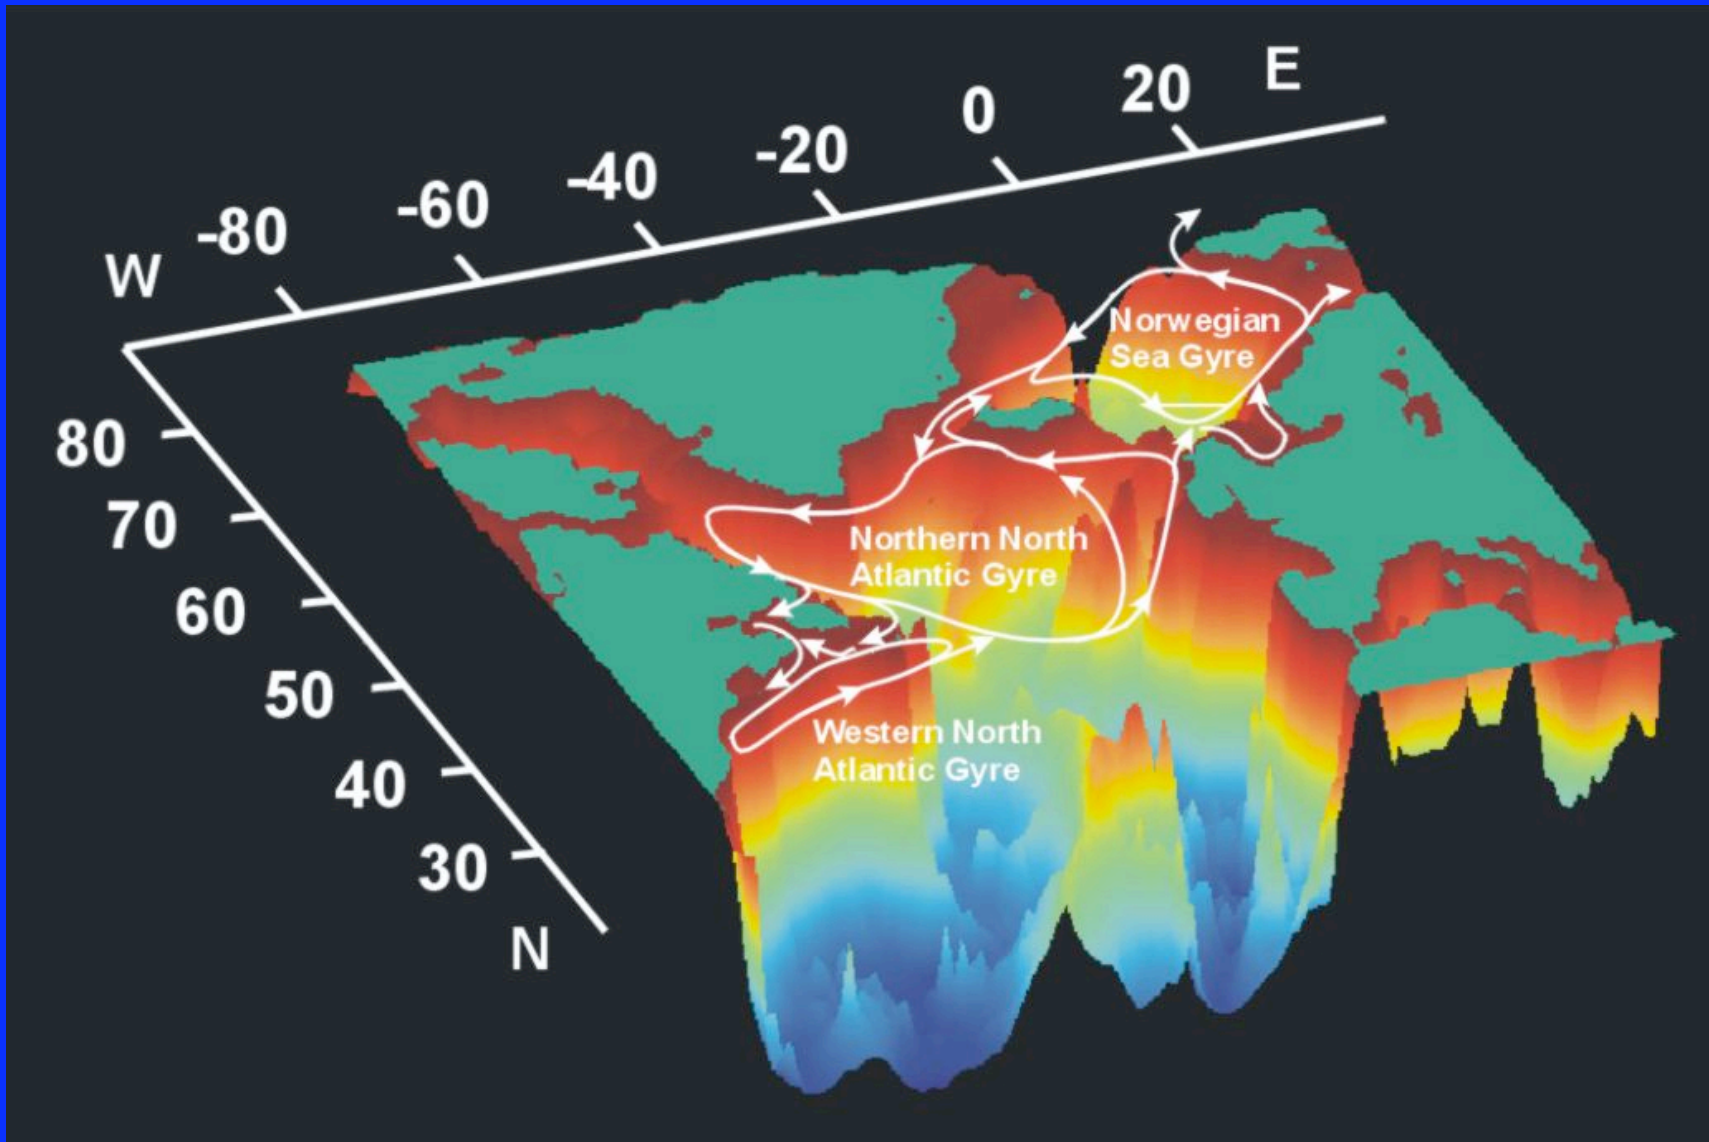 E
20
0
-20
-40
-60
-80
W
80
70
60
50
40
30
N
Norwegian
Sea Gyre
Northern North
Atlantic Gyre
Western North
Atlantic Gyre